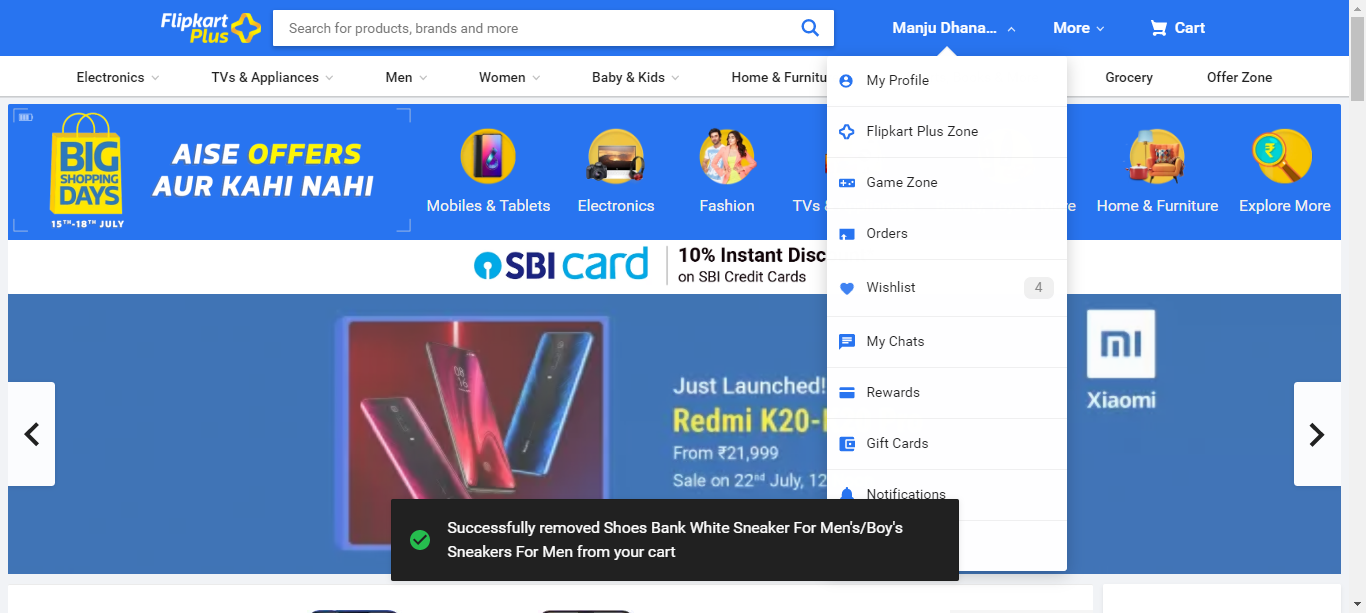 Flipkart
Plus
Search for products, brands and more
Manju Dhana...
More
Cart
Electronics
TVs & Appliances
Men
Women
Baby & Kids
Home & Furnitu
Grocery
Offer Zone
My Profile
Flipkart Plus Zone
Game Zone
Orders
Wishlist
4
My Chats
Rewards
Gift Cards
Notifications
BIG
SHOPPING
DAYS
15TH-18TH JULY
AISE OFFERS
AUR KAHI NAHI
Mobiles & Tablets
Electronics
Fashion
TVs
Home & Furniture
Explore More
SBI card
10% Instant Disc
on SBI Credit Cards
Just Launched!
Redmi K20-
From ₹21,999
Sale on 22nd July, 12
mi
Xiaomi
Successfully removed Shoes Bank White Sneaker For Men's/Boy's
Sneakers For Men from your cart